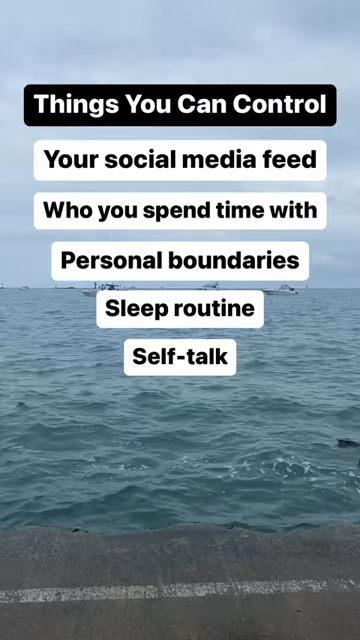 Things You Can Control
Your social media feed
Who you spend time with
Personal boundaries
Sleep routine
Self-talk